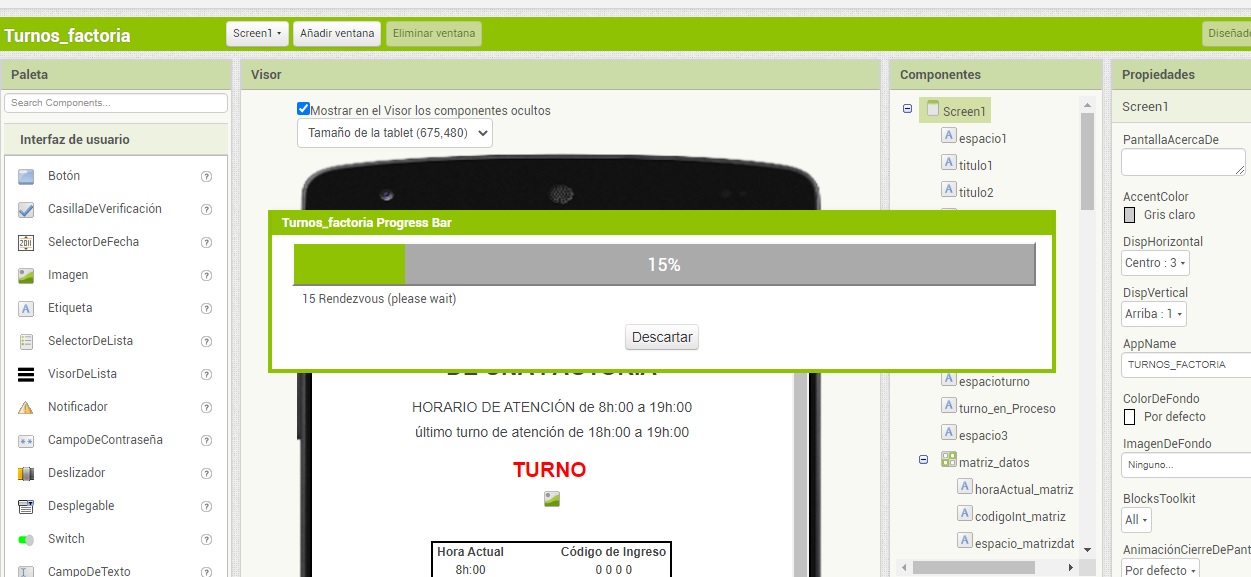 Turnos_factoria
Screen1
Añadir ventana
Eliminar ventana
Paleta
Visor
Componentes
Propiedades
Search Components...
Interfaz de usuario
Botón
CasillaDeVerificación
SelectorDeFecha
Imagen
Etiqueta
SelectorDeLista
VisorDeLista
Notificador
CampoDeContraseña
Deslizador
Desplegable
Switch
CampoDeTexto
Mostrar en el Visor los componentes ocultos
Tamaño de la tablet (675,480)
Turnos_factoria Progress Bar
15%
15 Rendezvous (please wait)
Descartar
HORARIO DE ATENCIÓN de 8h:00 a 19h:00
último turno de atención de 18h:00 a 19h:00
TURNO
Hora Actual Código de Ingreso
8h:00 0 0 0 0
Screen1
espacio1
titulo1
titulo2
espacioturno
turno_en_Proceso
espacio3
matriz_datos
horaActual_matriz
codigoInt_matriz
espacio_matrizdat
Screen1
PantallaAcercaDe
AccentColor
Gris claro
DispHorizontal
Centro : 3
DispVertical
Arriba : 1
AppName
TURNOS_FACTORIA
ColorDeFondo
Por defecto
ImagenDeFondo
Ninguno...
BlocksToolkit
All
AnimaciónCierreDePant
Por defecto